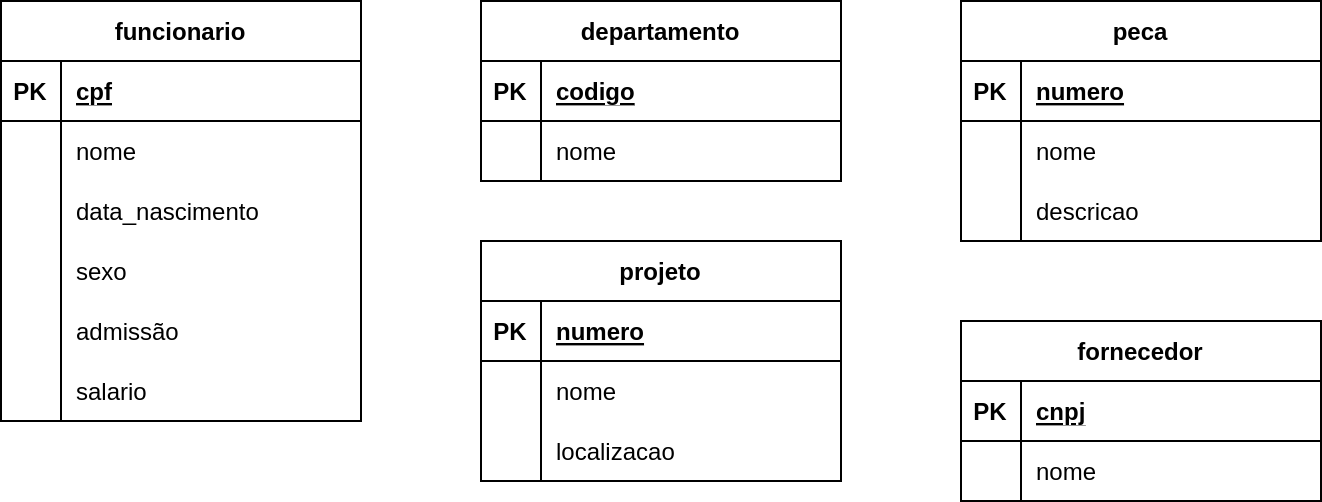 funcionario
PK cpf
nome
data_nascimento
sexo
admissão
salario
departamento
PK codigo
nome
projeto
PK numero
nome
localizacao
peca
PK numero
nome
descricao
fornecedor
PK cnpj
nome